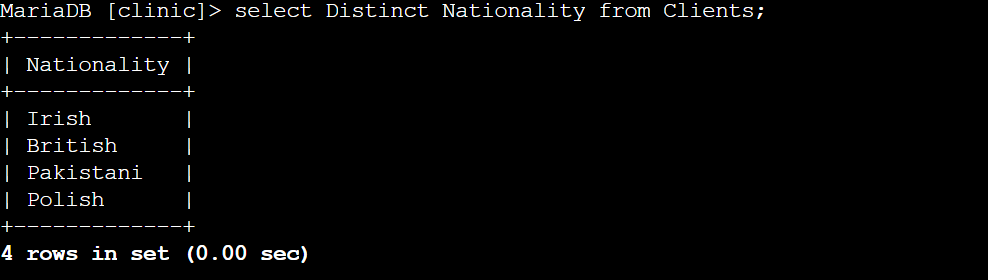 MariaDB [clinic]> select Distinct Nationality from Clients;
+-------------+
| Nationality |
+-------------+
| Irish       |
| British     |
| Pakistani   |
| Polish      |
+-------------+
4 rows in set (0.00 sec)